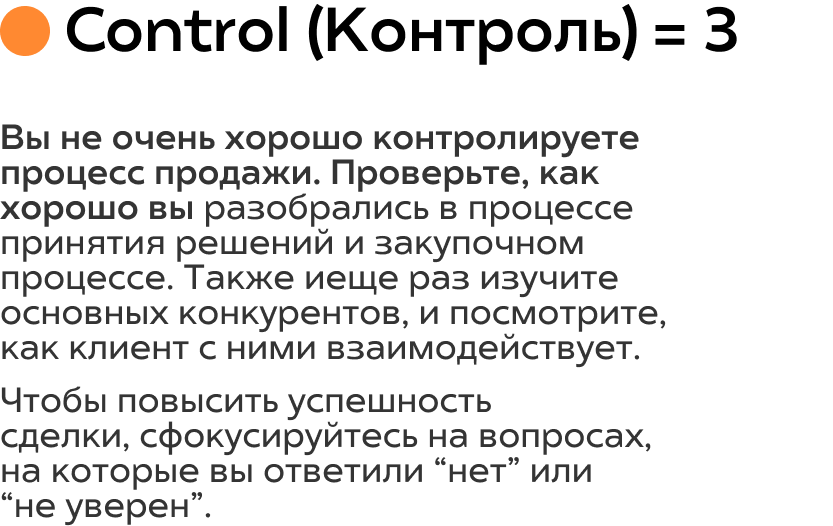 Control (Контроль) = 3
Вы не очень хорошо контролируете
процесс продажи. Проверьте, как
хорошо вы разобрались в процессе
принятия решений и закупочном
процессе. Также иеще раз изучите
основных конкурентов, и посмотрите,
как клиент с ними взаимодействует.
Чтобы повысить успешность
сделки, сфокусируйтесь на вопросах,
на которые вы ответили “нет” или
“не уверен”.